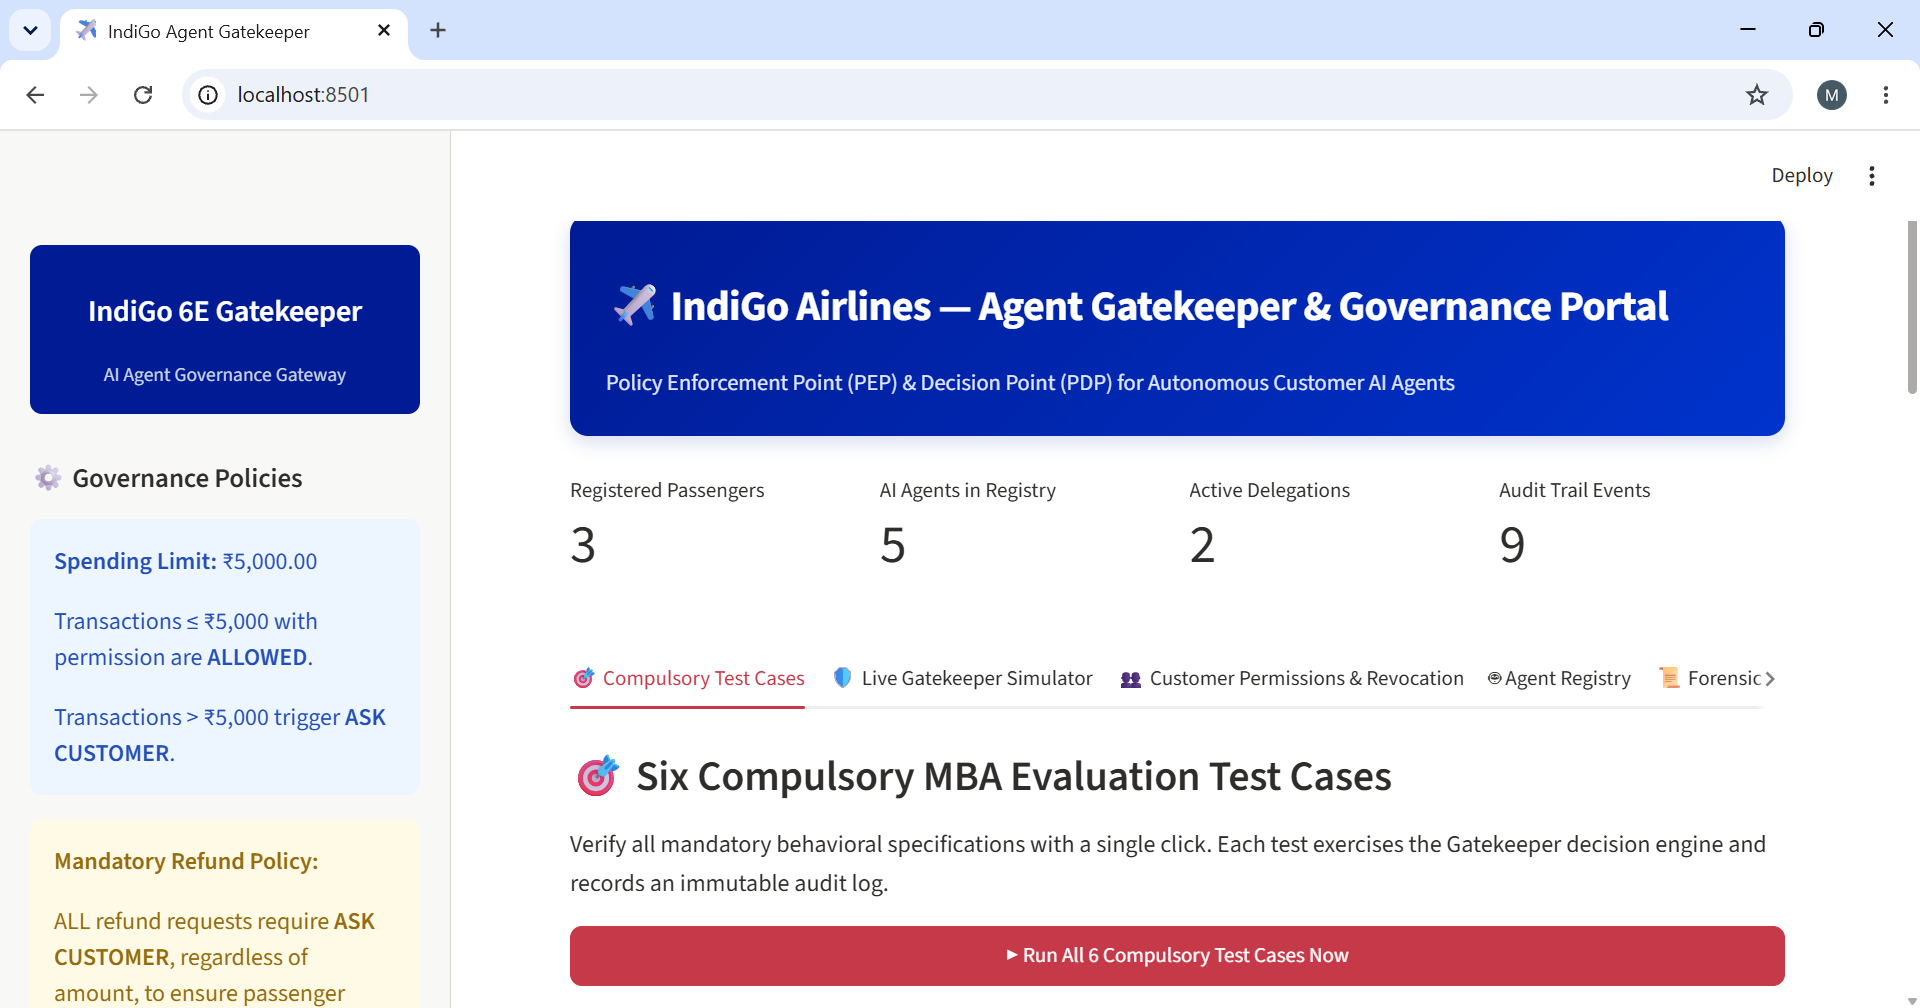 IndiGo Agent Gatekeeper
localhost:8501
M
Deploy
IndiGo 6E Gatekeeper
AI Agent Governance Gateway
Governance Policies
Spending Limit: ₹5,000.00
Transactions ≤ ₹5,000 with
permission are ALLOWED.
Transactions > ₹5,000 trigger ASK
CUSTOMER.
Mandatory Refund Policy:
ALL refund requests require ASK
CUSTOMER, regardless of
amount, to ensure passenger
IndiGo Airlines — Agent Gatekeeper & Governance Portal
Policy Enforcement Point (PEP) & Decision Point (PDP) for Autonomous Customer AI Agents
Registered Passengers
3
AI Agents in Registry
5
Active Delegations
2
Audit Trail Events
9
Compulsory Test Cases
Live Gatekeeper Simulator
Customer Permissions & Revocation
Agent Registry
Forensic
Six Compulsory MBA Evaluation Test Cases
Verify all mandatory behavioral specifications with a single click. Each test exercises the Gatekeeper decision engine and
records an immutable audit log.
Run All 6 Compulsory Test Cases Now